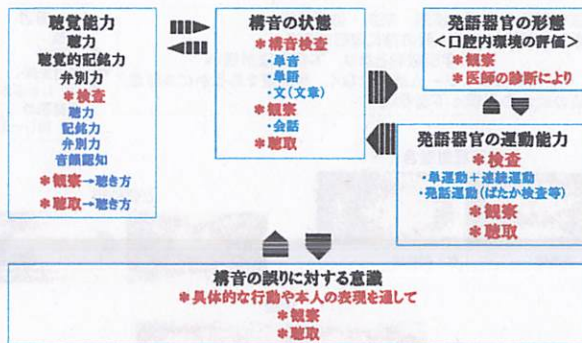 聴覚能力
聴力
聴覚的記銘力
弁別力
＊検査
聴力
記銘力
弁別力
音韻認知
＊観察→聴き方
＊聴取→聴き方
構音の状態
＊構音検査
・単音
・単語
・文(文章)
＊観察
・会話
＊聴取
発語器官の形態
＜口腔内環境の評価＞
＊観察
＊医師の診断により
発語器官の運動能力
＊検査
・単運動＋連続運動
・発話運動(ぱたか検査等)
＊観察
＊聴取
構音の誤りに対する意識
＊具体的な行動や本人の表現を通して
＊観察
＊聴取